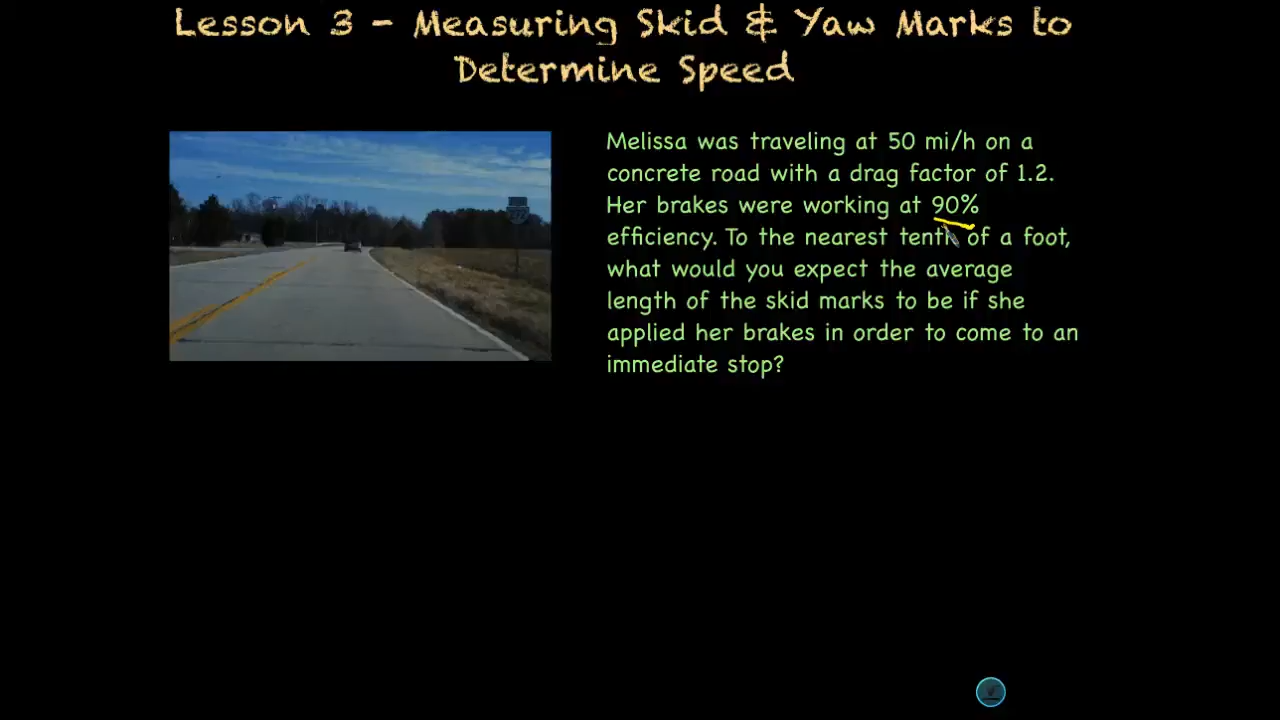 Lesson 3 - Measuring Skid & Yaw Marks to
Determine Speed
Melissa was traveling at 50 mi/h on a
concrete road with a drag factor of 1.2.
Her brakes were working at 90%
efficiency. To the nearest tenth of a foot,
what would you expect the average
length of the skid marks to be if she
applied her brakes in order to come to an
immediate stop?